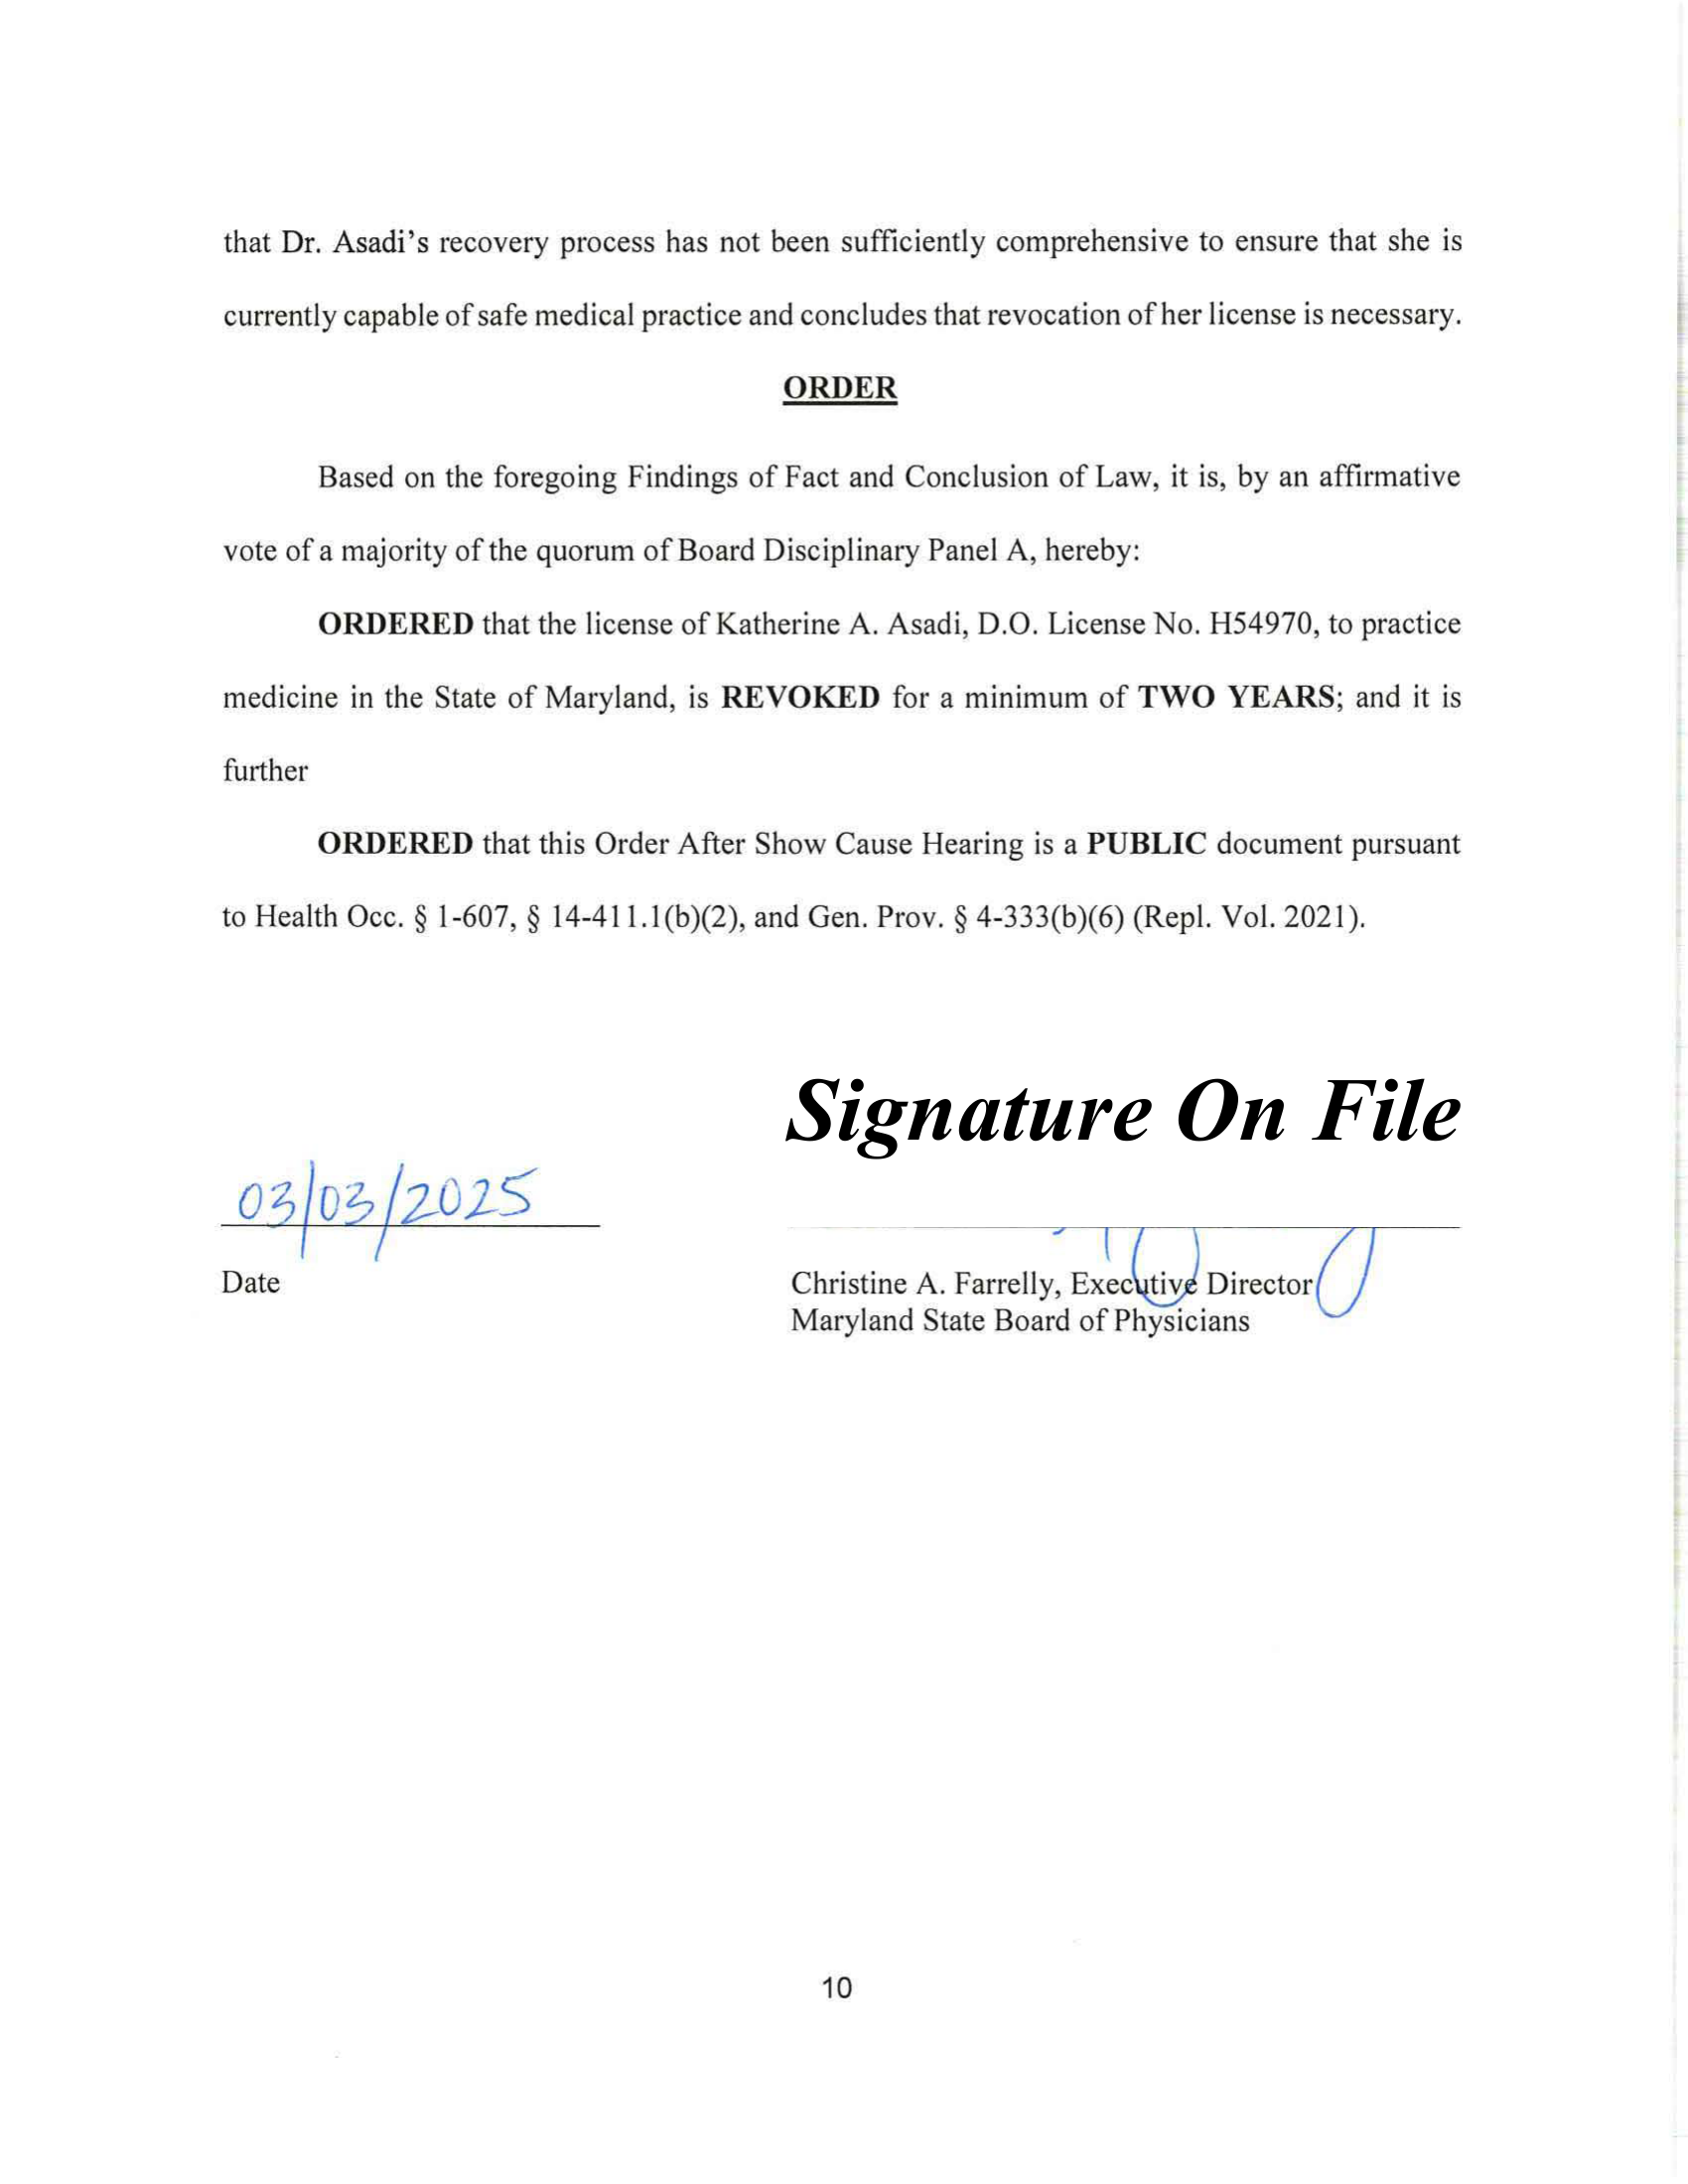 that Dr. Asadi's recovery process has not been sufficiently comprehensive to ensure that she is
currently capable of safe medical practice and concludes that revocation of her license is necessary.
ORDER
Based on the foregoing Findings of Fact and Conclusion of Law, it is, by an affirmative
vote of a majority of the quorum of Board Disciplinary Panel A, hereby:
ORDERED that the license of Katherine A. Asadi, D.O. License No. H54970, to practice
medicine in the State of Maryland, is REVOKED for a minimum of TWO YEARS; and it is
further
ORDERED that this Order After Show Cause Hearing is a PUBLIC document pursuant
to Health Occ. § 1-607, § 14-411.1(b)(2), and Gen. Prov. § 4-333(b)(6) (Repl. Vol. 2021).
Signature On File
03/03/2025
Date
Christine A. Farrelly, Executive Director
Maryland State Board of Physicians
10